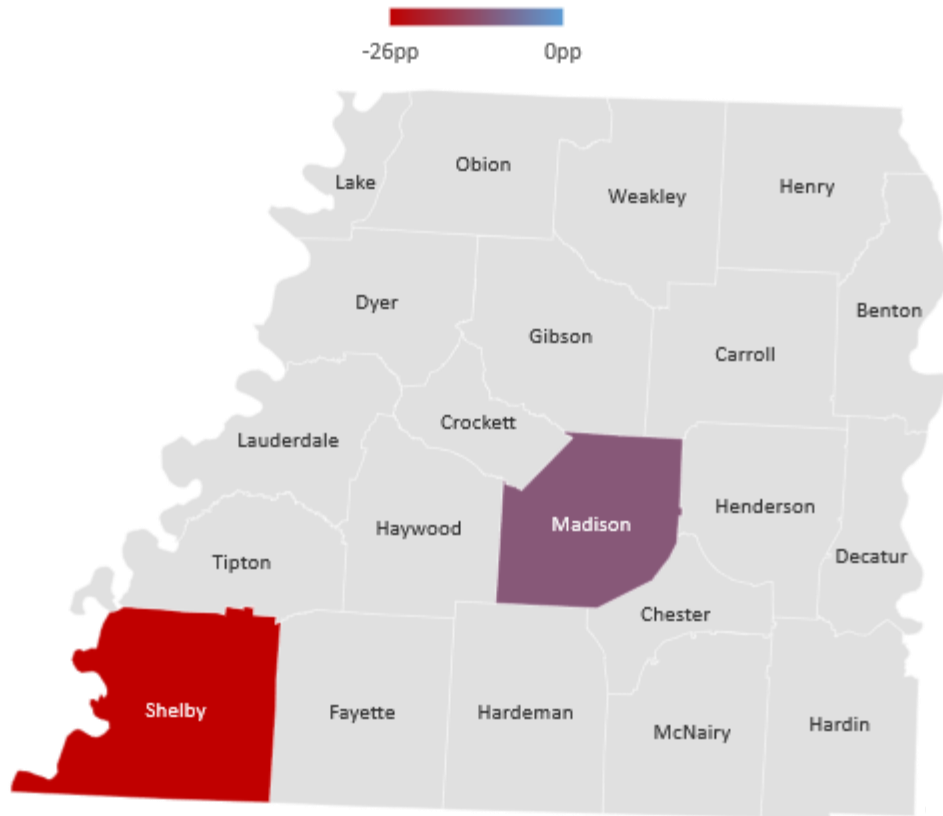 -26pp 0pp
Obion
Lake
Weakley
Henry
Dyer
Benton
Gibson
Carroll
Crockett
Lauderdale
Haywood
Madison
Henderson
Tipton
Decatur
Chester
Shelby
Fayette
Hardeman
McNairy
Hardin